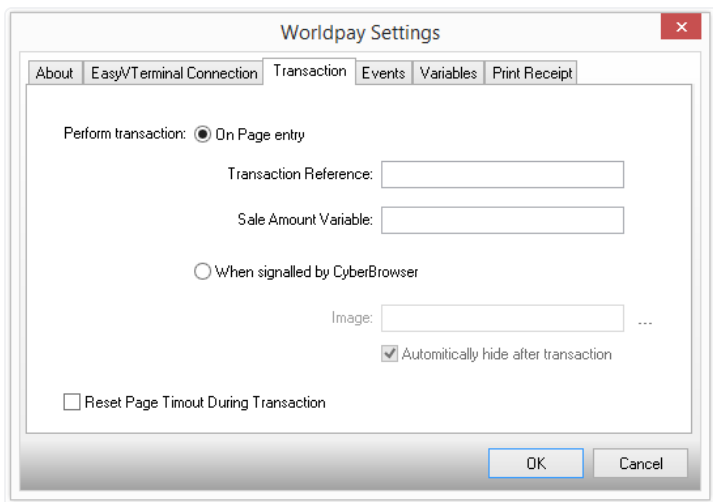 Worldpay Settings
About EasyVTerminal Connection Transaction Events Variables Print Receipt
Perform transaction: On Page entry
Transaction Reference:
Sale Amount Variable:
When signalled by CyberBrowser
Image: ...
Automitically hide after transaction
Reset Page Timout During Transaction
OK Cancel